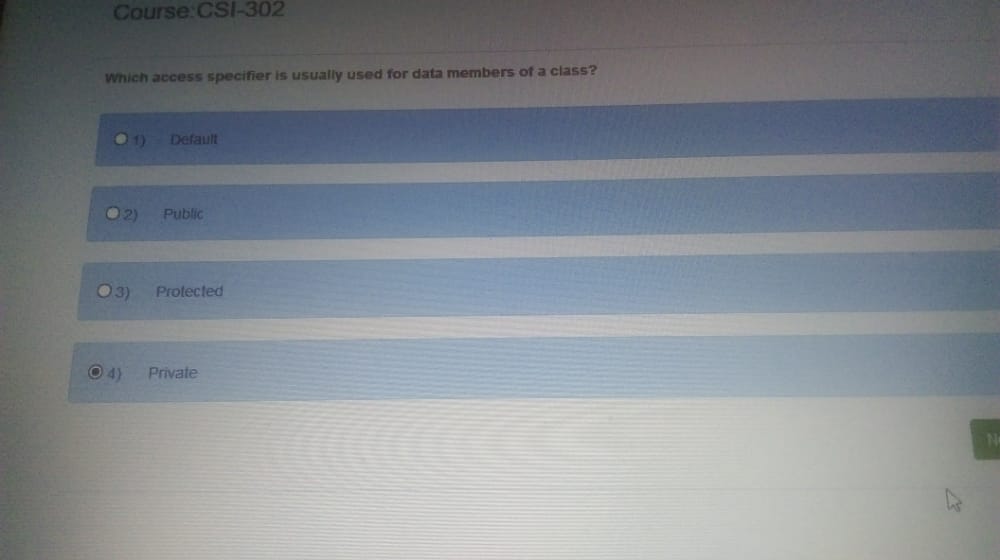 Course:CSI-302
Which access specifier is usually used for data members of a class?
1) Default
2) Public
3) Protected
4) Private